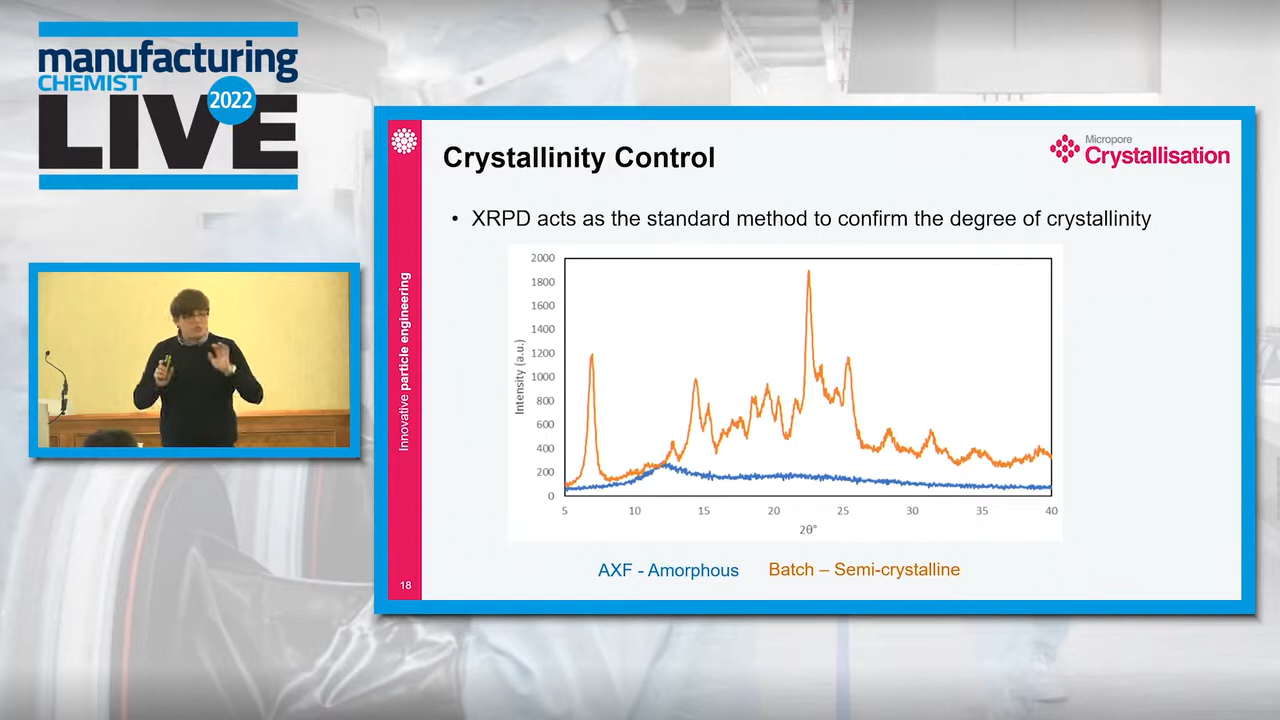 manufacturing
CHEMIST
LIVE
2022
Crystallinity Control
Micropore
Crystallisation
• XRPD acts as the standard method to confirm the degree of crystallinity
Innovative particle engineering
Intensity (a.u.)
2000
1800
1600
1400
1200
1000
800
600
400
200
0
5 10 15 20 25 30 35 40
2θ°
AXF - Amorphous
Batch – Semi-crystalline
18